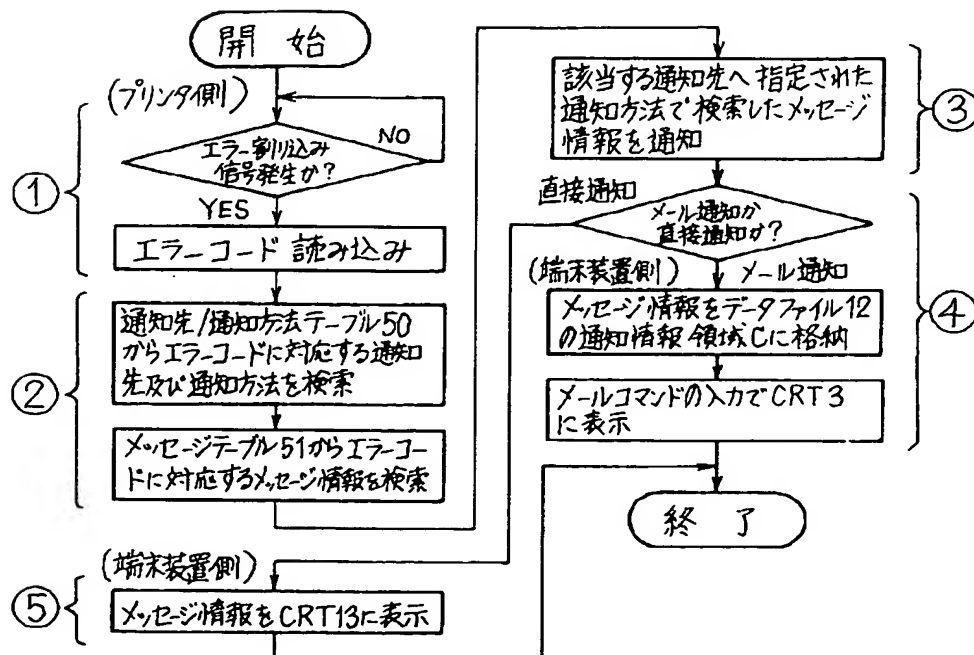 開始
(プリンタ側)
エラー割り込み
信号発生か?
NO
YES
エラーコード読み込み
①
通知先/通知方法テーブル50
からエラーコードに対応する通知
先及び通知方法を検索
メッセージテーブル51からエラーコー
ドに対応するメッセージ情報を検索
②
該当する通知先へ指定された
通知方法で検索したメッセージ
情報を通知
③
直接通知
メール通知か
直接通知か?
(端末装置側)
メール通知
メッセージ情報をデータファイル12
の通知情報領域Cに格納
メールコマンドの入力でCRT3
に表示
④
終了
(端末装置側)
メッセージ情報をCRT13に表示
⑤